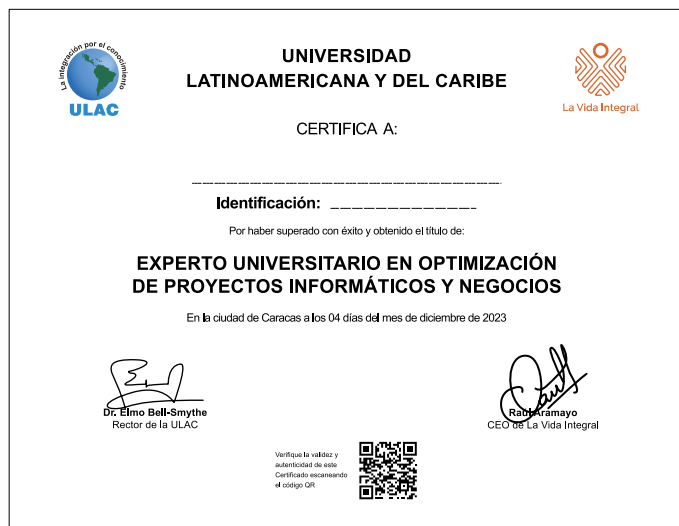 La integración por el conocimiento
ULAC
UNIVERSIDAD
LATINOAMERICANA Y DEL CARIBE
La Vida Integral
CERTIFICA A:
Identificación:
Por haber superado con éxito y obtenido el título de:
EXPERTO UNIVERSITARIO EN OPTIMIZACIÓN
DE PROYECTOS INFORMÁTICOS Y NEGOCIOS
En la ciudad de Caracas a los 04 días del mes de diciembre de 2023
Dr. Elmo Bell-Smythe
Rector de la ULAC
Raúl Aramayo
CEO de La Vida Integral
Verifique la validez y
autenticidad de este
Certificado escaneando
el código QR